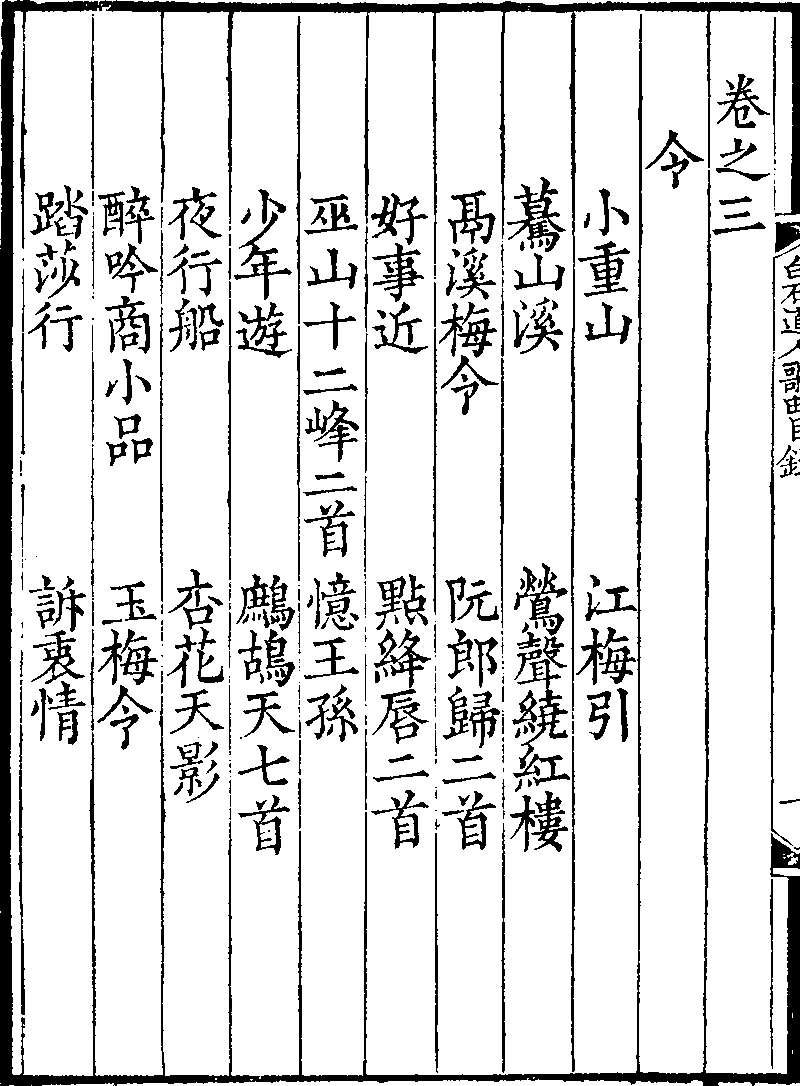 卷之三
令
小重山　江梅引
驀山溪　鶯聲繞紅樓
鬲溪梅令　阮郎歸二首
好事近　點絳唇二首
巫山十二峰二首　憶王孫
少年遊　鷓鴣天七首
夜行船　杏花天影
醉吟商小品　玉梅令
踏莎行　訴衷情
白石道人歌曲目錄
一